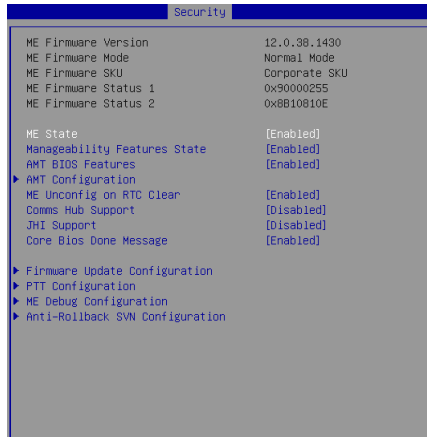 Security
ME Firmware Version 12.0.38.1430
ME Firmware Mode Normal Mode
ME Firmware SKU Corporate SKU
ME Firmware Status 1 0x90000255
ME Firmware Status 2 0x8B10810E
ME State [Enabled]
Manageability Features State [Enabled]
AMT BIOS Features [Enabled]
AMT Configuration
ME Unconfig on RTC Clear [Enabled]
Comms Hub Support [Disabled]
JHI Support [Disabled]
Core Bios Done Message [Enabled]
Firmware Update Configuration
PTT Configuration
ME Debug Configuration
Anti-Rollback SVN Configuration